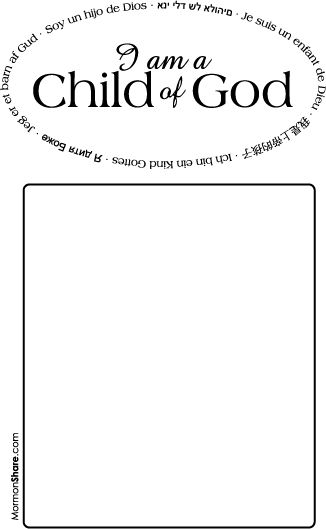 Jeg er et barn af Gud · Soy un hijo de Dios · םיהולא לש דלי ינא · Je suis un enfant de Dieu · 我是上帝的孩子 · Ich bin ein Kind Gottes · Я дитя Боже ·
I am a
Child of God
MormonShare.com